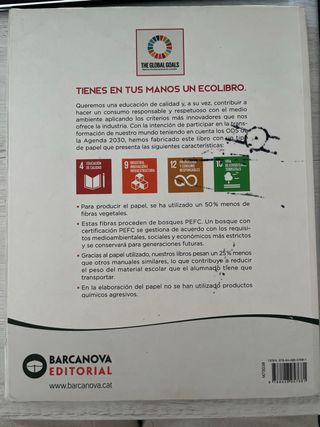 THE GLOBAL GOALS
TIENES EN TUS MANOS UN ECOLIBRO.
Queremos una educación de calidad y, a su vez, contribuir a
hacer un consumo responsable y respetuoso con el medio
ambiente aplicando los criterios más innovadores que nos
ofrece la industria. Con la intención de participar en la trans-
formación de nuestro mundo teniendo en cuenta los ODS de
la Agenda 2030, hemos fabricado este libro con un tipo
de papel que presenta las siguientes características:
4 EDUCACIÓN DE CALIDAD
9 INDUSTRIA, INNOVACIÓN E INFRAESTRUCTURA
12 PRODUCCIÓN Y CONSUMO RESPONSABLES
• Para producir el papel, se ha utilizado un 50% menos de
fibras vegetales.
• Estas fibras proceden de bosques PEFC. Un bosque con
certificación PEFC se gestiona de acuerdo con los requisi-
tos medioambientales, sociales y económicos más estrictos
y se conservará para generaciones futuras.
• Gracias al papel utilizado, nuestros libros pesan un 25% menos
que otros manuales similares, lo que contribuye a reducir
el peso del material escolar que el alumnado tiene que
transportar.
• En la elaboración del papel no se han utilizado productos
químicos agresivos.
BARCANOVA
EDITORIAL
www.barcanova.cat